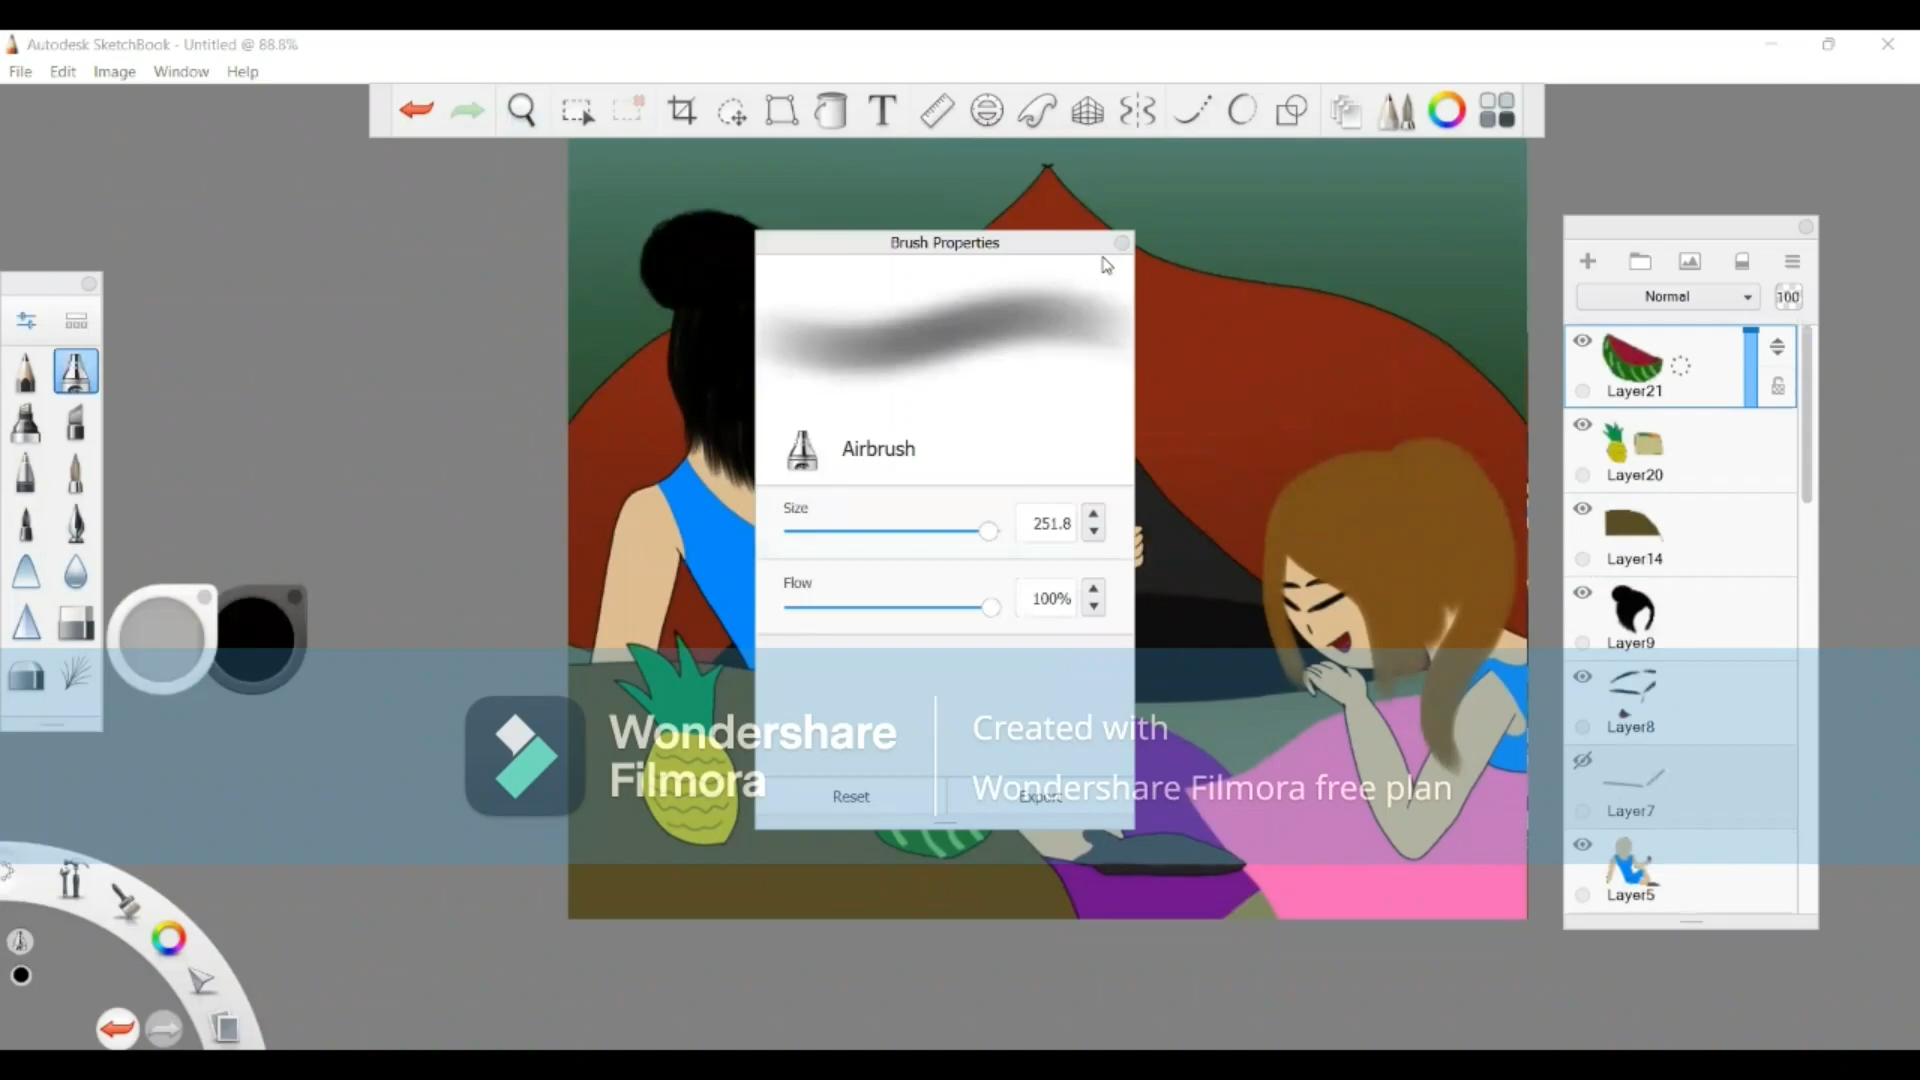 Autodesk SketchBook - Untitled @ 88.8%
File Edit Image Window Help
T
Brush Properties
Airbrush
Size
251.8
Flow
100%
Reset
Export
Normal
100
Layer21
Layer20
Layer14
Layer9
Layer8
Layer7
Layer5
Wondershare
Filmora
Created with
Wondershare Filmora free plan